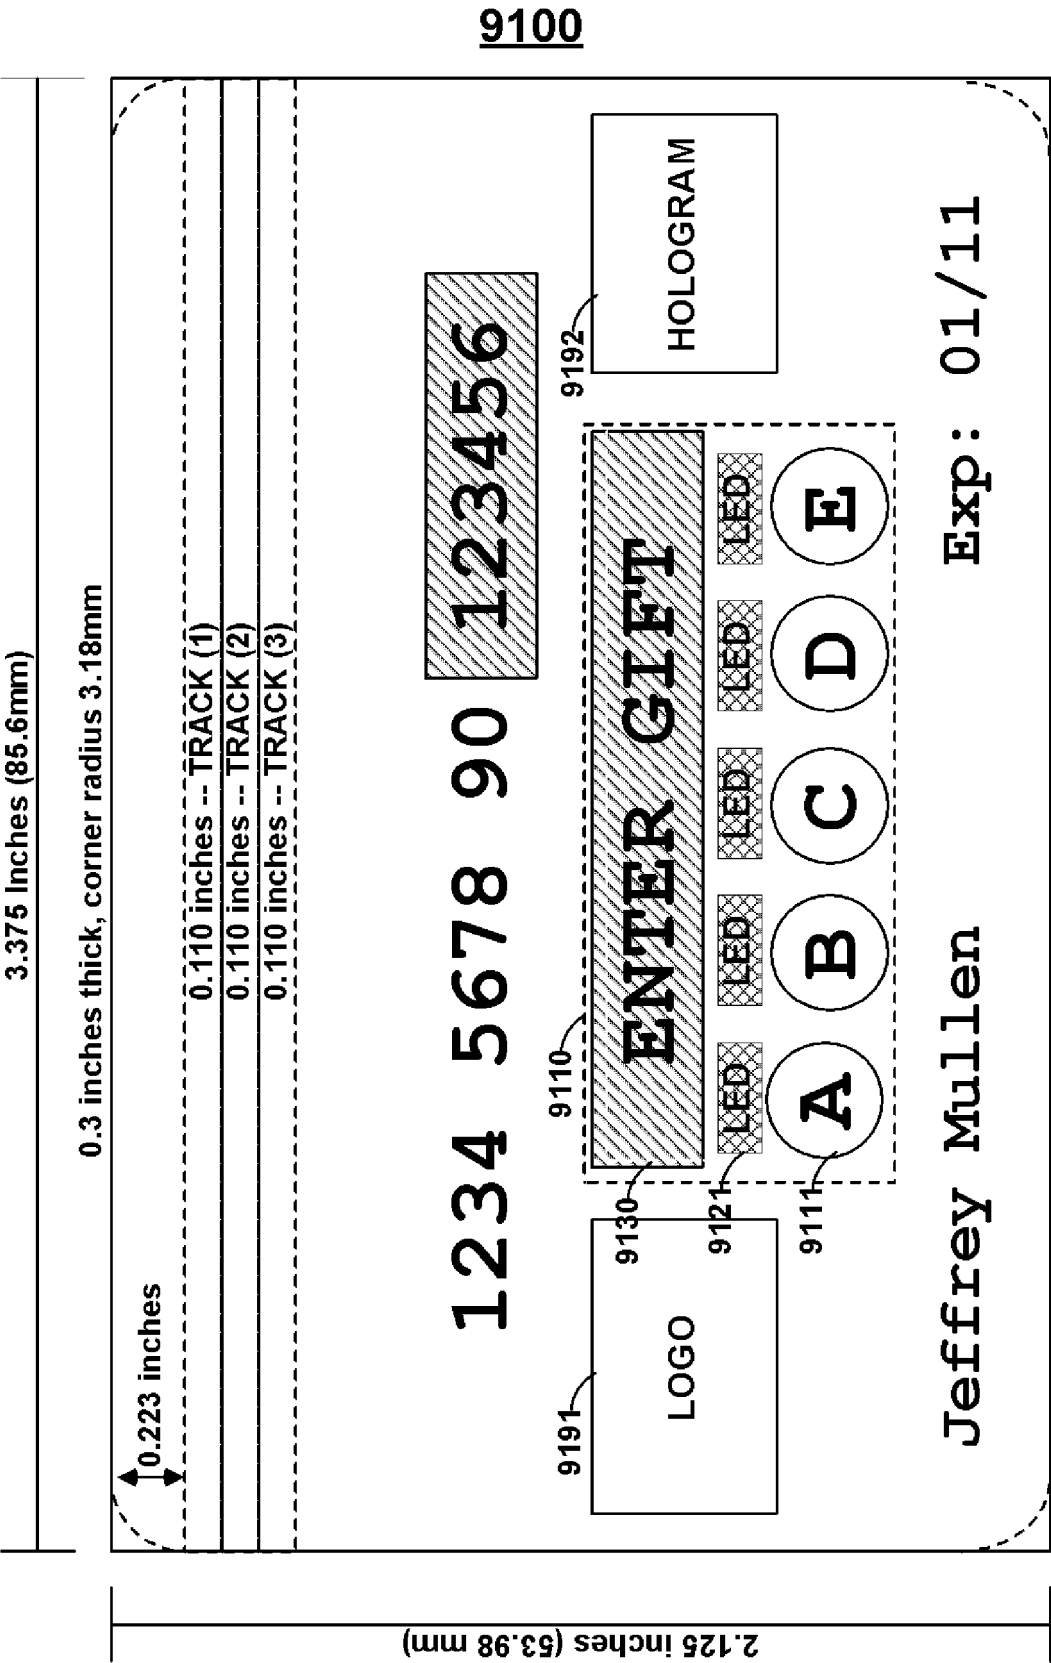 9100
3.375 Inches (85.6mm)
0.3 inches thick, corner radius 3.18mm
0.223 inches
0.110 inches -- TRACK (1)
0.110 inches -- TRACK (2)
0.110 inches -- TRACK (3)
1234 5678 90 123456
9191
9110
9192
LOGO
ENTER GIFT
HOLOGRAM
9130
LED LED LED LED LED
9121
A B C D E
9111
Jeffrey Mullen Exp: 01/11
2.125 inches (53.98 mm)